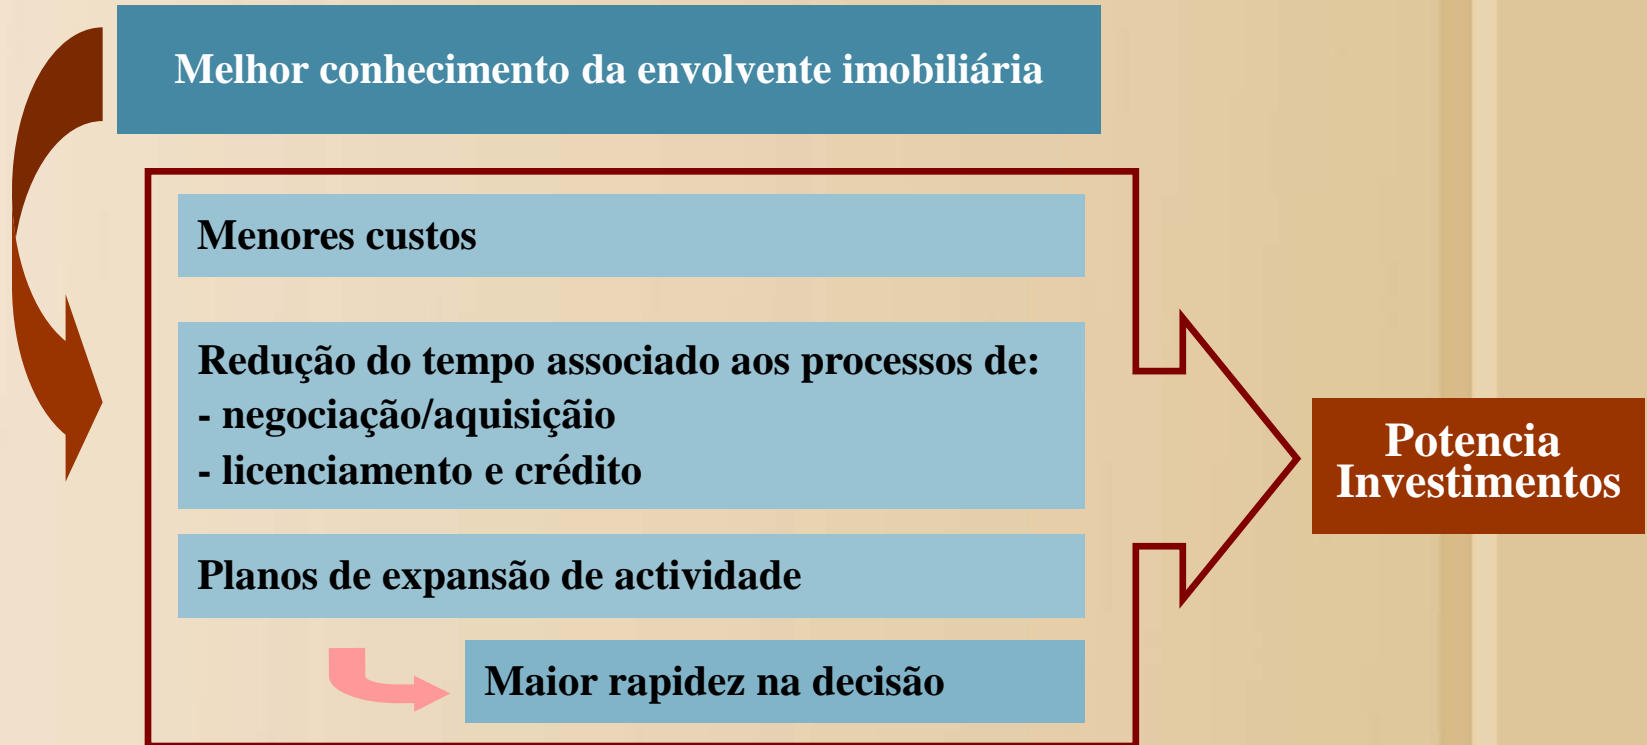 Melhor conhecimento da envolvente imobiliária
Menores custos
Redução do tempo associado aos processos de:
- negociação/aquisiçãio
- licenciamento e crédito
Planos de expansão de actividade
Maior rapidez na decisão
Potencia
Investimentos